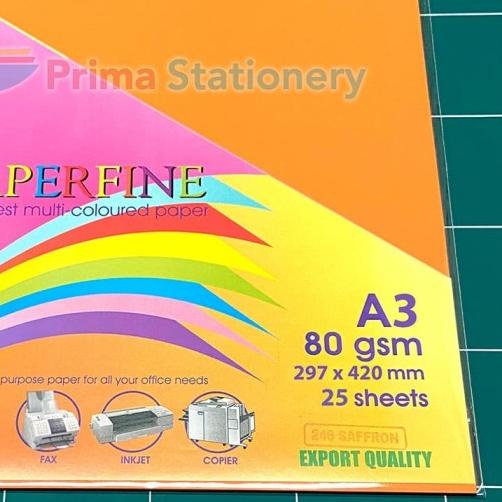 Prima Stationery
PERFINE
est multi-coloured paper
A3
80 gsm
297 x 420 mm
25 sheets
purpose paper for all your office needs
FAX
INKJET
COPIER
240 SAFFRON
EXPORT QUALITY